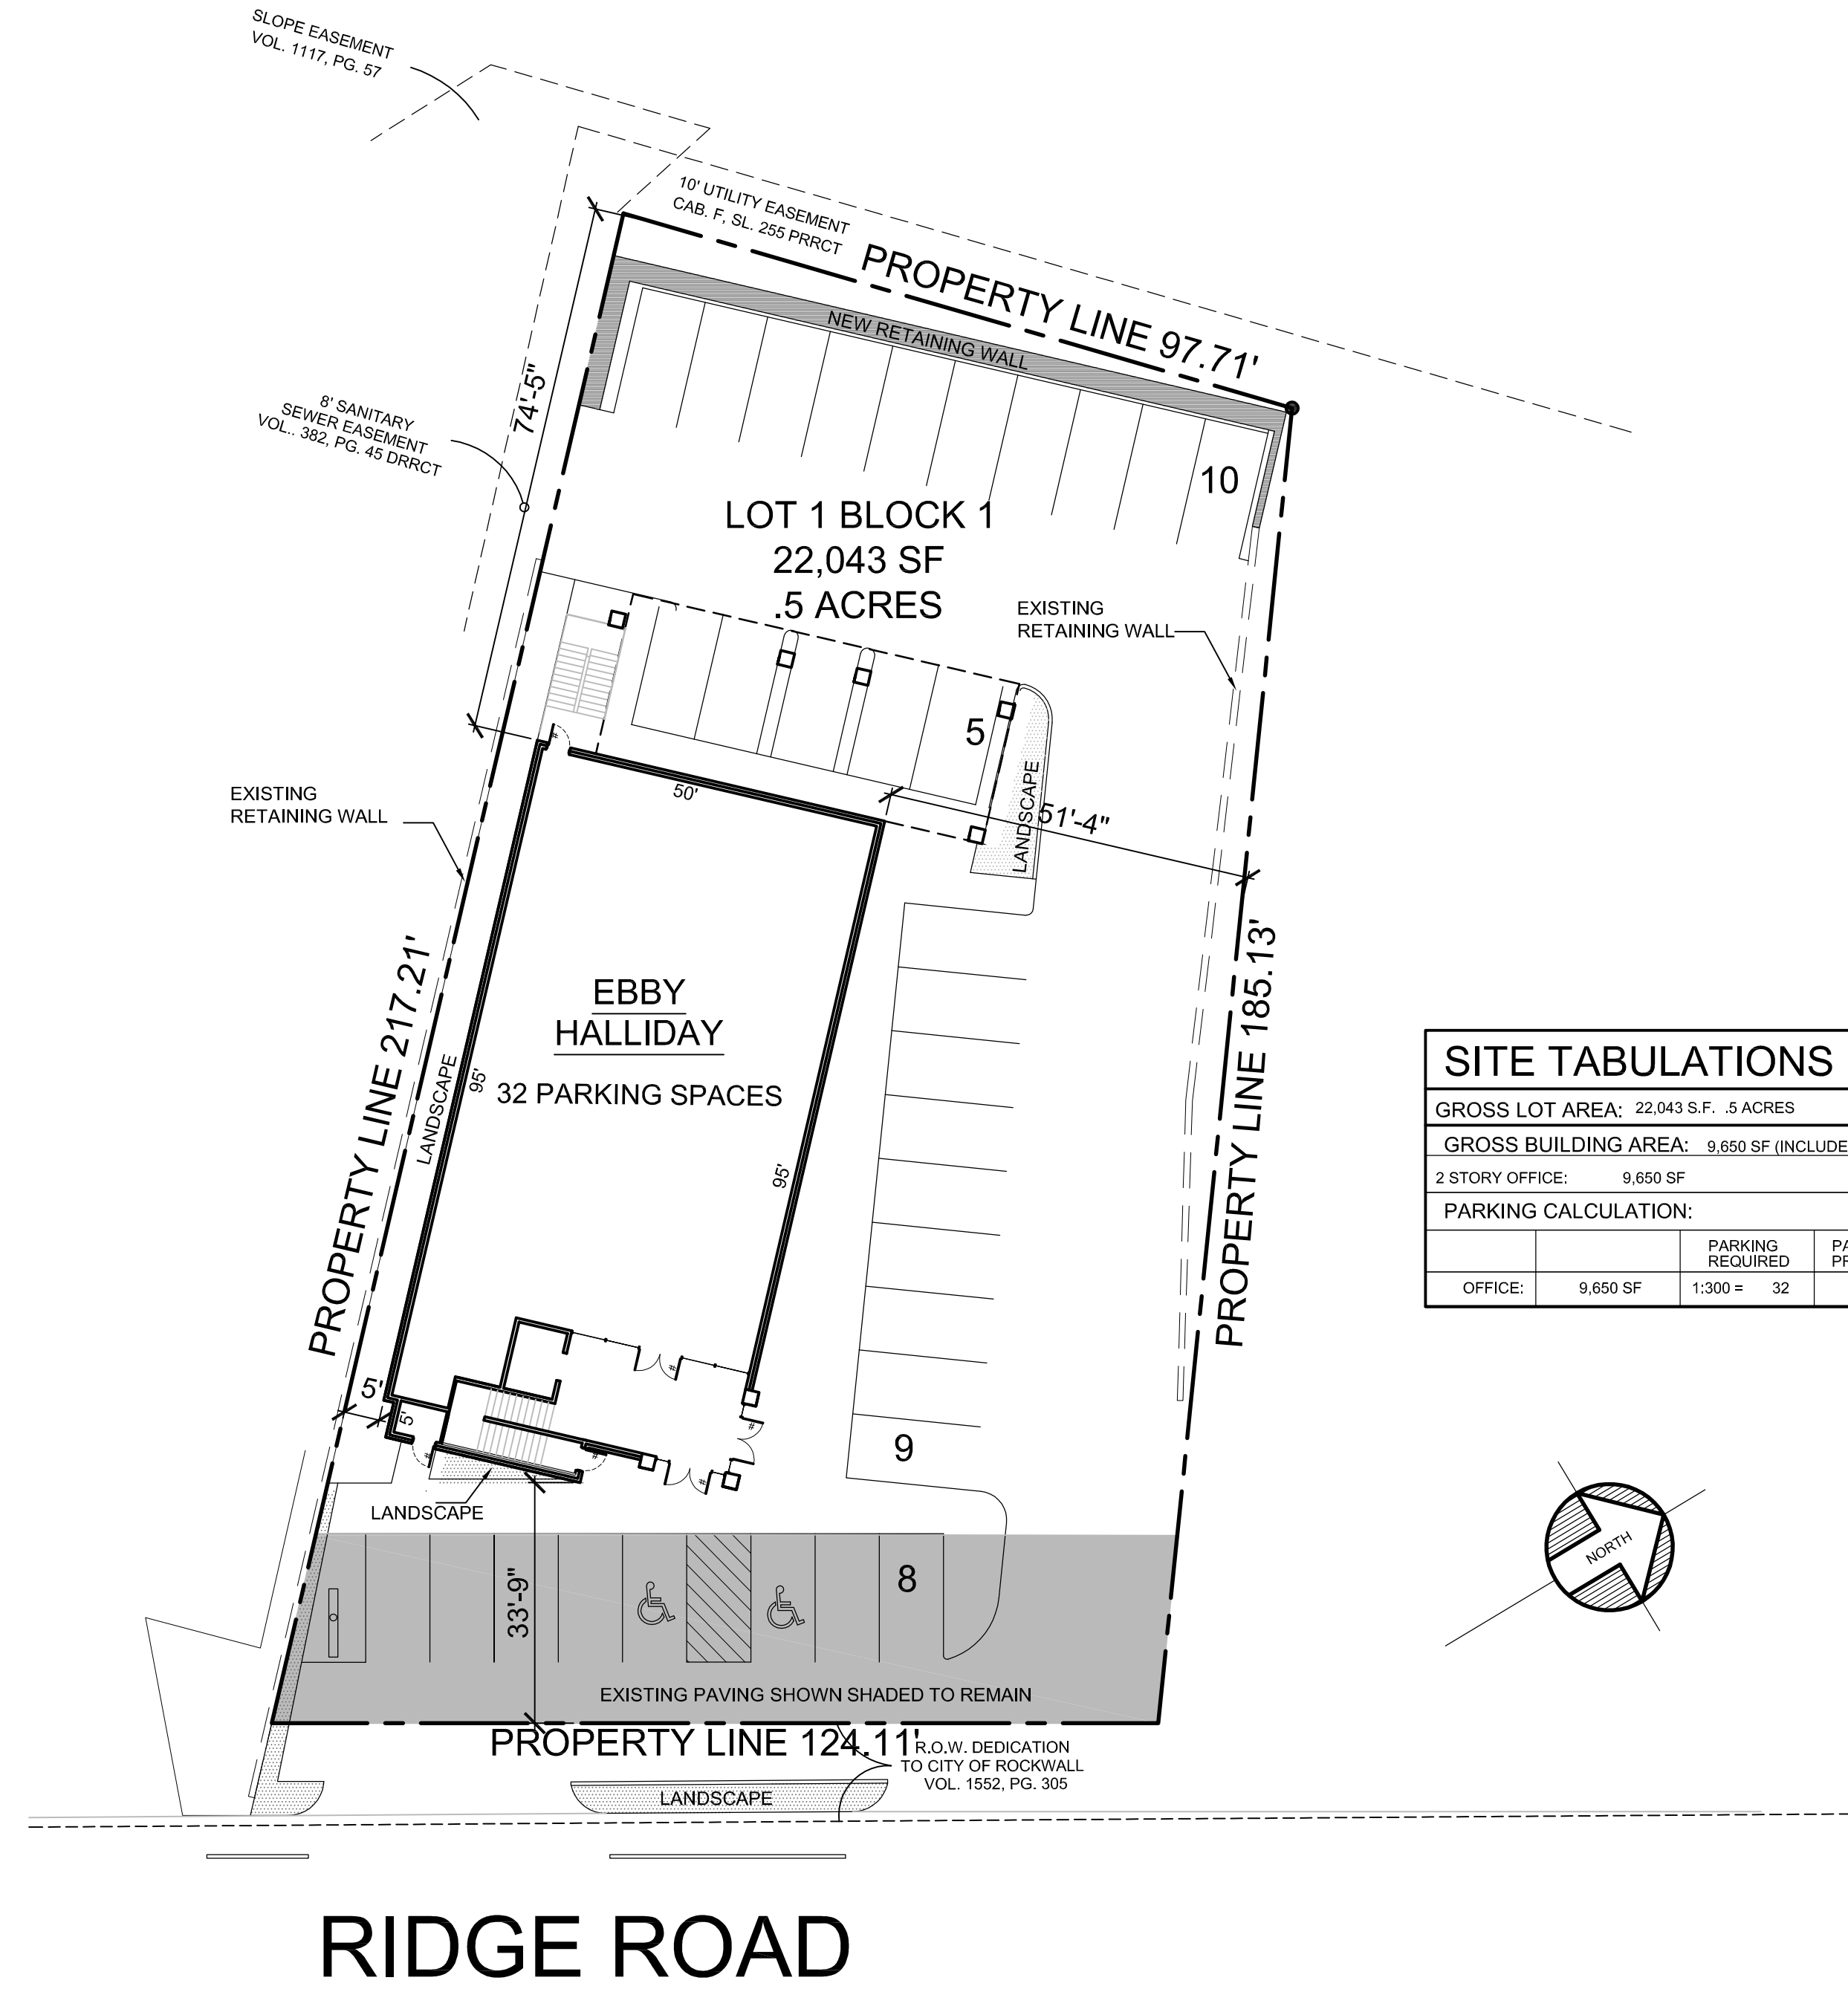 SLOPE EASEMENT
VOL. 1117, PG. 57
10' UTILITY EASEMENT
CAB. F, SL. 255 PRRCT
PROPERTY LINE 97.71'
NEW RETAINING WALL
74'-5"
8' SANITARY
SEWER EASEMENT
VOL.. 382, PG. 45 DRRCT
10
LOT 1 BLOCK 1
22,043 SF
.5 ACRES
EXISTING
RETAINING WALL
5
LANDSCAPE
51'-4"
50'
#
EXISTING
RETAINING WALL
PROPERTY LINE 217.21'
LANDSCAPE
95'
EBBY
HALLIDAY
32 PARKING SPACES
95'
PROPERTY LINE 185.13'
SITE TABULATIONS
GROSS LOT AREA: 22,043 S.F. .5 ACRES
GROSS BUILDING AREA: 9,650 SF (INCLUDE
2 STORY OFFICE: 9,650 SF
PARKING CALCULATION:
PARKING
REQUIRED
PA
PR
OFFICE: 9,650 SF 1:300 = 32
5'
5'
#
#
#
#
#
#
#
9
LANDSCAPE
NORTH
33'-9"
8
EXISTING PAVING SHOWN SHADED TO REMAIN
PROPERTY LINE 124.11'
R.O.W. DEDICATION
TO CITY OF ROCKWALL
VOL. 1552, PG. 305
LANDSCAPE
RIDGE ROAD